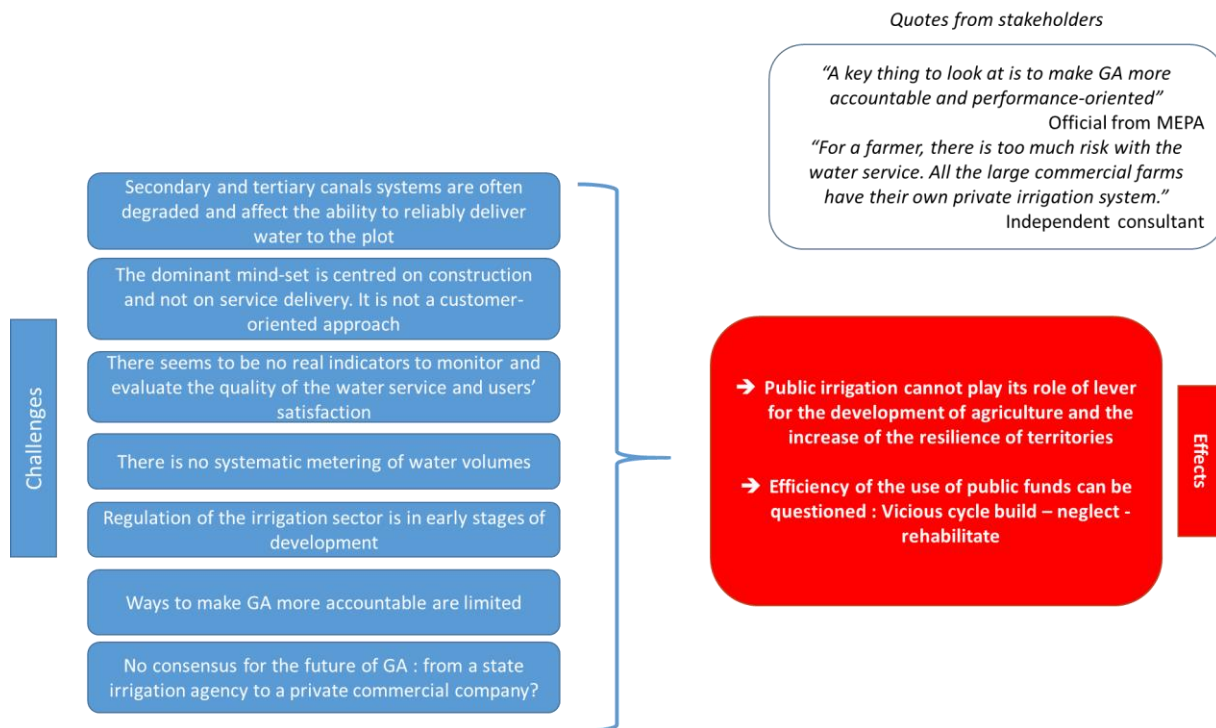 Quotes from stakeholders
“A key thing to look at is to make GA more
accountable and performance-oriented”
Official from MEPA
“For a farmer, there is too much risk with the
water service. All the large commercial farms
have their own private irrigation system.”
Independent consultant
Challenges
Secondary and tertiary canals systems are often
degraded and affect the ability to reliably deliver
water to the plot
The dominant mind-set is centred on construction
and not on service delivery. It is not a customer-
oriented approach
There seems to be no real indicators to monitor and
evaluate the quality of the water service and users’
satisfaction
There is no systematic metering of water volumes
Regulation of the irrigation sector is in early stages of
development
Ways to make GA more accountable are limited
No consensus for the future of GA : from a state
irrigation agency to a private commercial company?
➔ Public irrigation cannot play its role of lever
for the development of agriculture and the
increase of the resilience of territories
➔ Efficiency of the use of public funds can be
questioned : Vicious cycle build – neglect -
rehabilitate
Effects